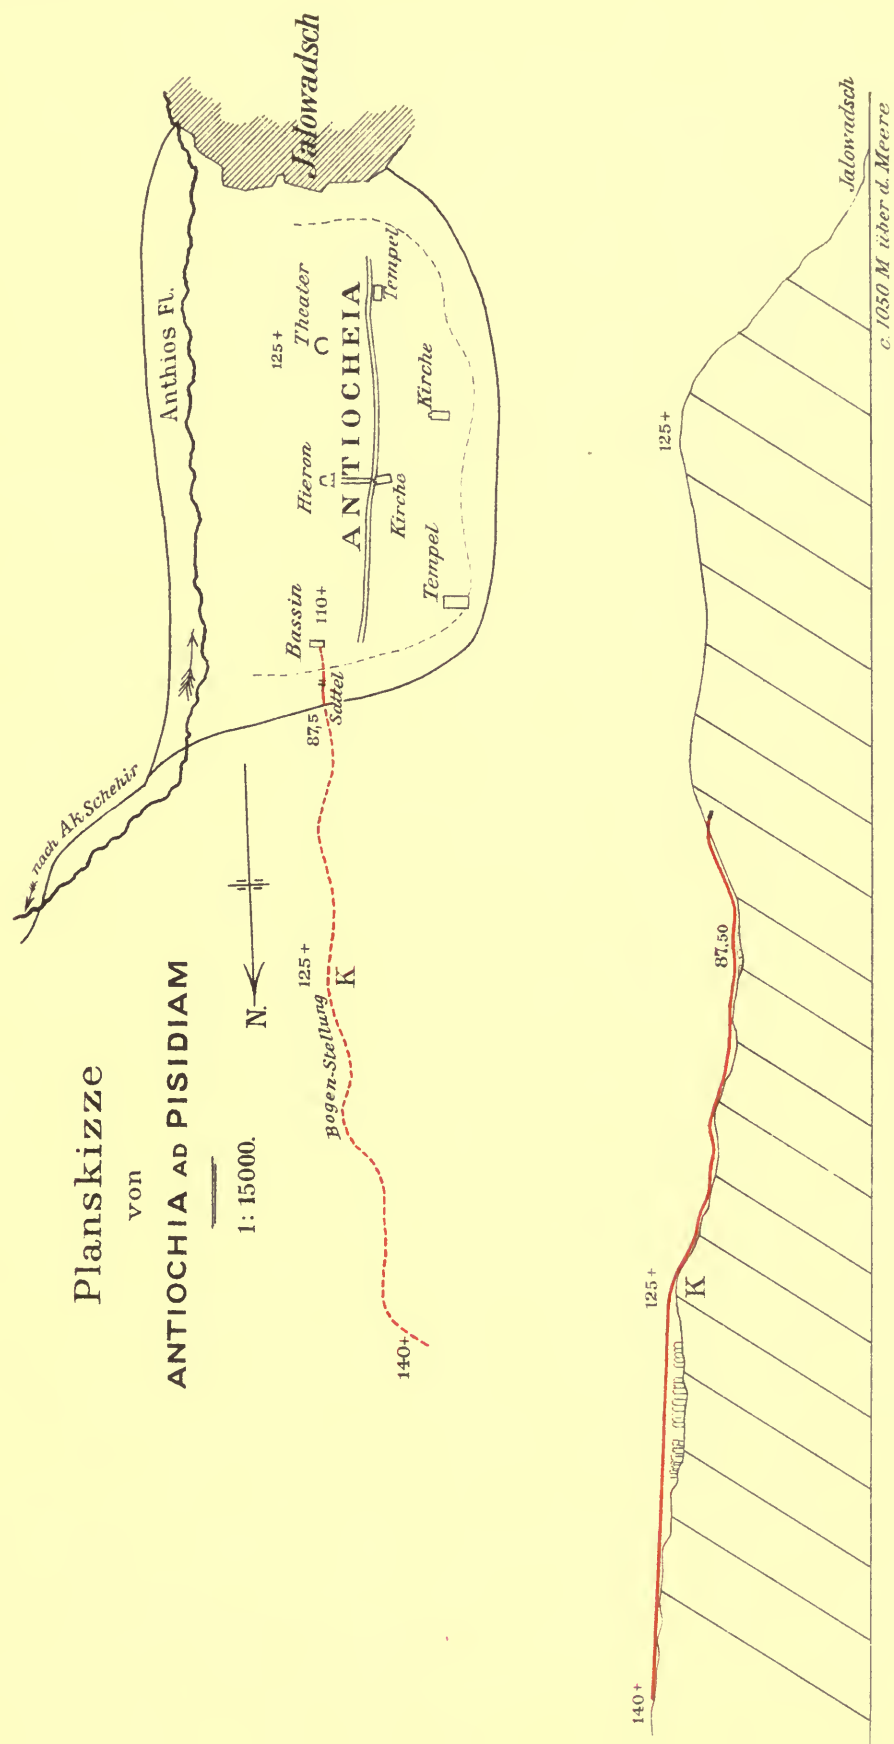 Planskizze
von
ANTIOCHIA AD PISIDIAM
1: 15000.
nach Ak Schehir
Anthios Fl.
Jalowadsch
N.
140+
Bogen-Stellung
125+
K
87,5
Sattel
Bassin
110+
Hieron
125+
Theater
ANTIOCHEIA
Tempel
Kirche
Kirche
Tempel
140+
125+
K
87.50
125+
Jalowadsch
c. 1050 M über d. Meere